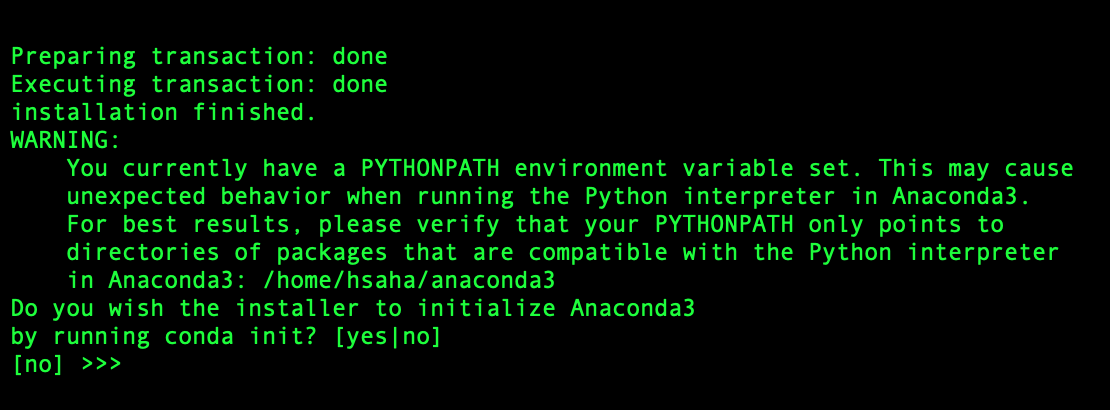 Preparing transaction: done
Executing transaction: done
installation finished.
WARNING:
    You currently have a PYTHONPATH environment variable set. This may cause
    unexpected behavior when running the Python interpreter in Anaconda3.
    For best results, please verify that your PYTHONPATH only points to
    directories of packages that are compatible with the Python interpreter
    in Anaconda3: /home/hsaha/anaconda3
Do you wish the installer to initialize Anaconda3
by running conda init? [yes|no]
[no] >>>